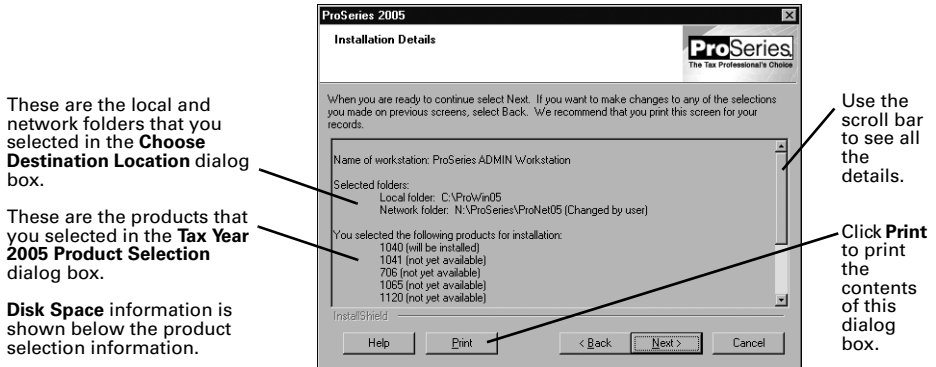 ProSeries 2005
Installation Details
ProSeries.
The Tax Professional's Choice
When you are ready to continue select Next. If you want to make changes to any of the selections
you made on previous screens, select Back. We recommend that you print this screen for your
records.
Name of workstation: ProSeries ADMIN Workstation
Selected folders:
Local folder: C:\ProWin05
Network folder: N:\ProSeries\ProNet05 (Changed by user)
You selected the following products for installation:
1040 (will be installed)
1041 (not yet available)
706 (not yet available)
1065 (not yet available)
1120 (not yet available)
InstallShield
Help
Print
< Back
Next >
Cancel
These are the local and
network folders that you
selected in the Choose
Destination Location dialog
box.
These are the products that
you selected in the Tax Year
2005 Product Selection
dialog box.
Disk Space information is
shown below the product
selection information.
Use the
scroll bar
to see all
the
details.
Click Print
to print
the
contents
of this
dialog
box.